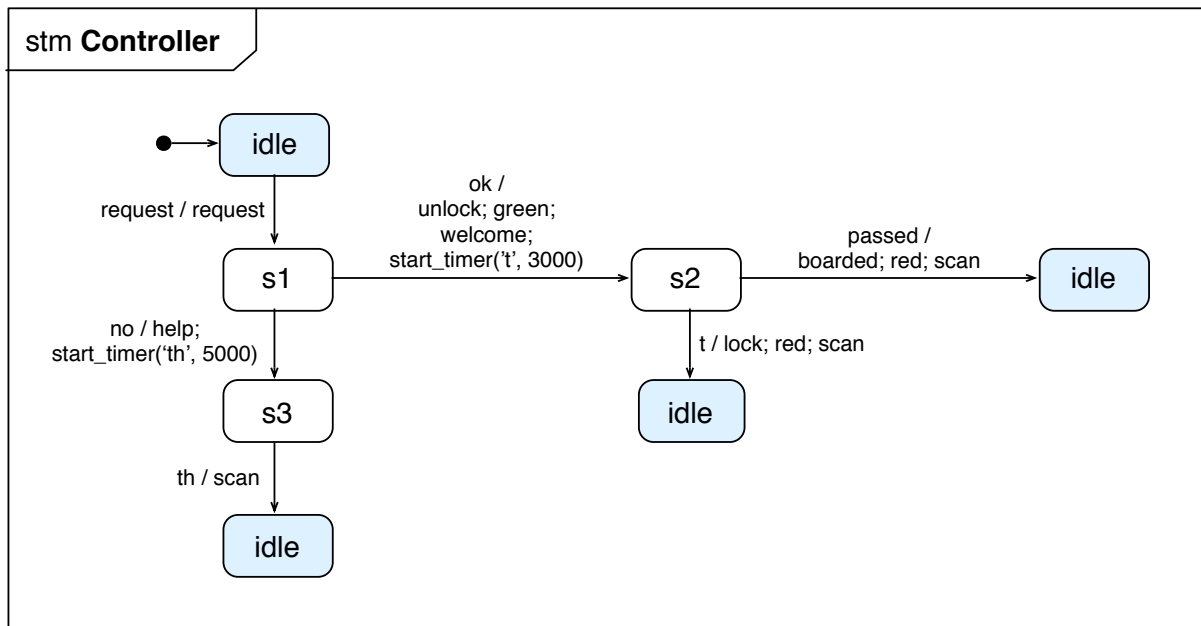 stm Controller
idle
request / request
ok /
unlock; green;
welcome;
start_timer('t', 3000)
passed /
boarded; red; scan
s1
s2
idle
no / help;
start_timer(‘th’, 5000)
t / lock; red; scan
s3
idle
th / scan
idle